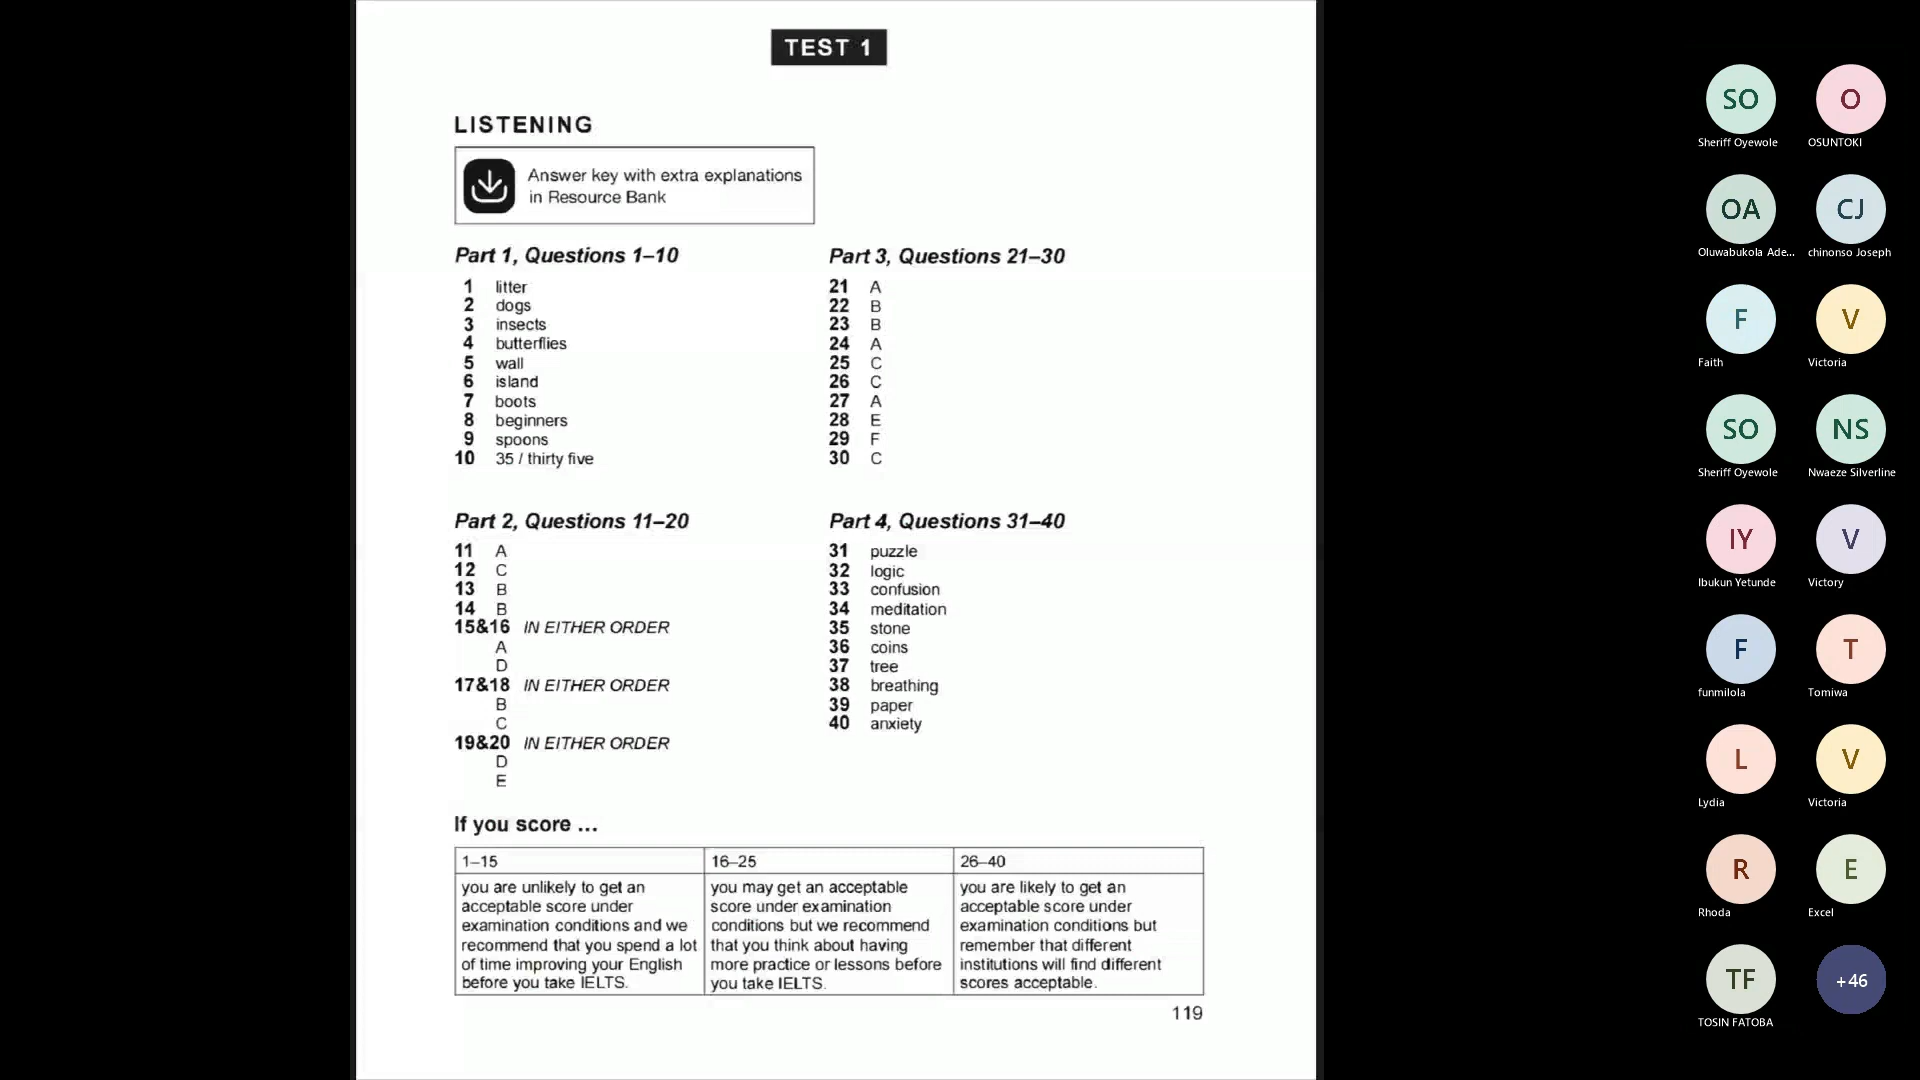 TEST 1
LISTENING
Answer key with extra explanations
in Resource Bank
Part 1, Questions 1–10
1 litter
2 dogs
3 insects
4 butterflies
5 wall
6 island
7 boots
8 beginners
9 spoons
10 35 / thirty five
Part 2, Questions 11–20
11 A
12 C
13 B
14 B
15&16 IN EITHER ORDER
A
D
17&18 IN EITHER ORDER
B
C
19&20 IN EITHER ORDER
D
E
Part 3, Questions 21–30
21 A
22 B
23 B
24 A
25 C
26 C
27 A
28 E
29 F
30 C
Part 4, Questions 31–40
31 puzzle
32 logic
33 confusion
34 meditation
35 stone
36 coins
37 tree
38 breathing
39 paper
40 anxiety
If you score ...
1–15
you are unlikely to get an
acceptable score under
examination conditions and we
recommend that you spend a lot
of time improving your English
before you take IELTS.
16–25
you may get an acceptable
score under examination
conditions but we recommend
that you think about having
more practice or lessons before
you take IELTS.
26–40
you are likely to get an
acceptable score under
examination conditions but
remember that different
institutions will find different
scores acceptable.
119
SO
Sheriff Oyewole
O
OSUNTOKI
OA
Oluwabukola Ade...
CJ
chinonso Joseph
F
Faith
V
Victoria
SO
Sheriff Oyewole
NS
Nwaeze Silverline
IY
Ibukun Yetunde
V
Victory
F
funmilola
T
Tomiwa
L
Lydia
V
Victoria
R
Rhoda
E
Excel
TF
TOSIN FATOBA
+46